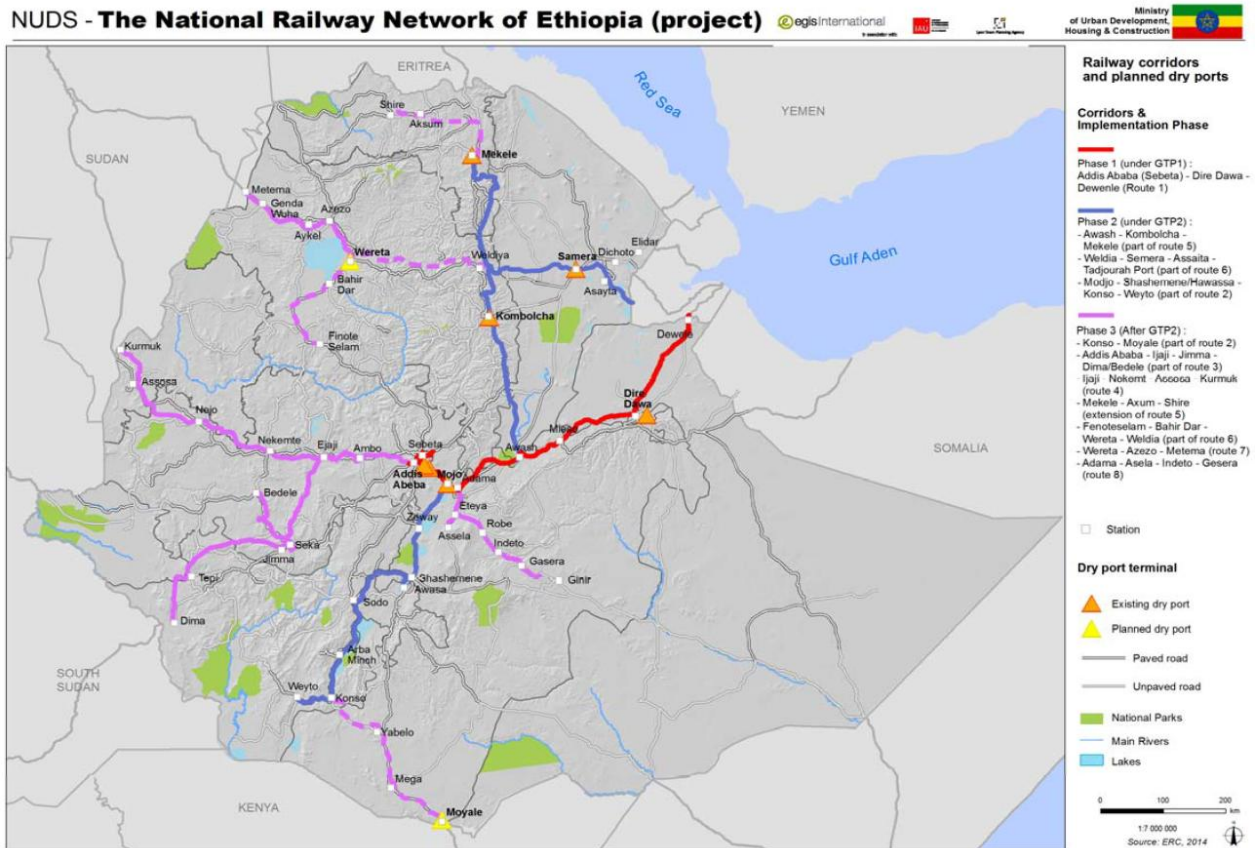 NUDS - The National Railway Network of Ethiopia (project)
egis International
in association with
IAU
Ministry
of Urban Development,
Housing & Construction
Railway corridors
and planned dry ports
Corridors &
Implementation Phase
Phase 1 (under GTP1) :
Addis Ababa (Sebeta) - Dire Dawa -
Dewenle (Route 1)
Phase 2 (under GTP2) :
- Awash - Kombolcha -
Mekele (part of route 5)
- Weldia - Semera - Assaita -
Tadjourah Port (part of route 6)
- Modjo - Shashemene/Hawassa -
Konso - Weyto (part of route 2)
Phase 3 (After GTP2) :
- Konso - Moyale (part of route 2)
- Addis Ababa - Ijaji - Jimma -
Dima/Bedele (part of route 3)
Ijaji - Nekemt - Assosa - Kurmuk
(route 4)
- Mekele - Axum - Shire
(extension of route 5)
- Fenoteselam - Bahir Dar -
Wereta - Weldia (part of route 6)
- Wereta - Azezo - Metema (route 7)
- Adama - Asela - Indeto - Gesera
(route 8)
Station
Dry port terminal
Existing dry port
Planned dry port
Paved road
Unpaved road
National Parks
Main Rivers
Lakes
0 100 200
km
1:7 000 000
Source: ERC, 2014
ERITREA
Red Sea
YEMEN
SUDAN
Shire
Aksum
Mekele
Metema
Genda
Wuha
Azezo
Aykel
Wereta
Weldiya
Samera
Dichoto
Elidar
Gulf Aden
Bahir
Dar
Asayta
Kombolcha
Finote
Selam
Dewele
Kurmuk
Assosa
Dire
Dawa
Nejo
Mieso
SOMALIA
Nekemte
Ejaji
Ambo
Sebeta
Awash
Addis
Abeba
Mojo
Adama
Bedele
Eteya
Ziway
Robe
Assela
Indeto
Seka
Jimma
Gasera
Tepi
Shashemene
Awasa
Ginir
Sodo
Dima
Arba
Minch
SOUTH
SUDAN
Weyto
Konso
Yabelo
Mega
KENYA
Moyale